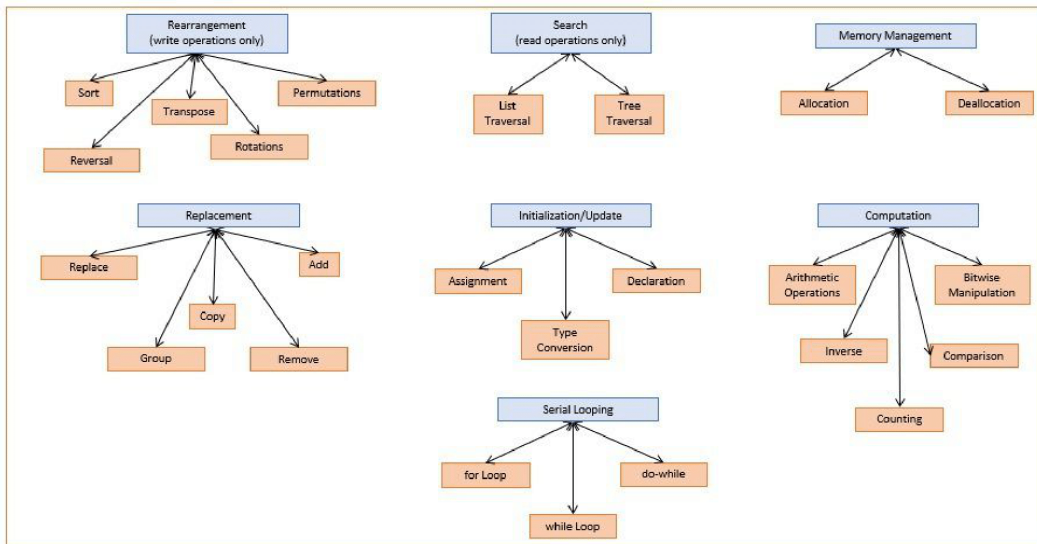 Rearrangement
(write operations only)
Sort
Permutations
Transpose
Rotations
Reversal
Search
(read operations only)
List
Traversal
Tree
Traversal
Memory Management
Allocation
Deallocation
Replacement
Replace
Add
Copy
Group
Remove
Initialization/Update
Assignment
Declaration
Type
Conversion
Computation
Arithmetic
Operations
Bitwise
Manipulation
Inverse
Comparison
Counting
Serial Looping
for Loop
do-while
while Loop